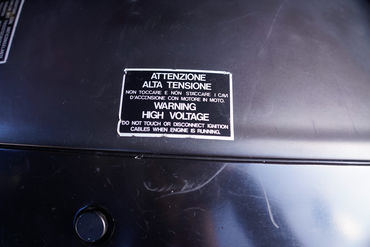 ATTENZIONE
ALTA TENSIONE
NON TOCCARE E NON STACCARE I CAVI
D'ACCENSIONE CON MOTORE IN MOTO.
WARNING
HIGH VOLTAGE
DO NOT TOUCH OR DISCONNECT IGNITION
CABLES WHEN ENGINE IS RUNNING.